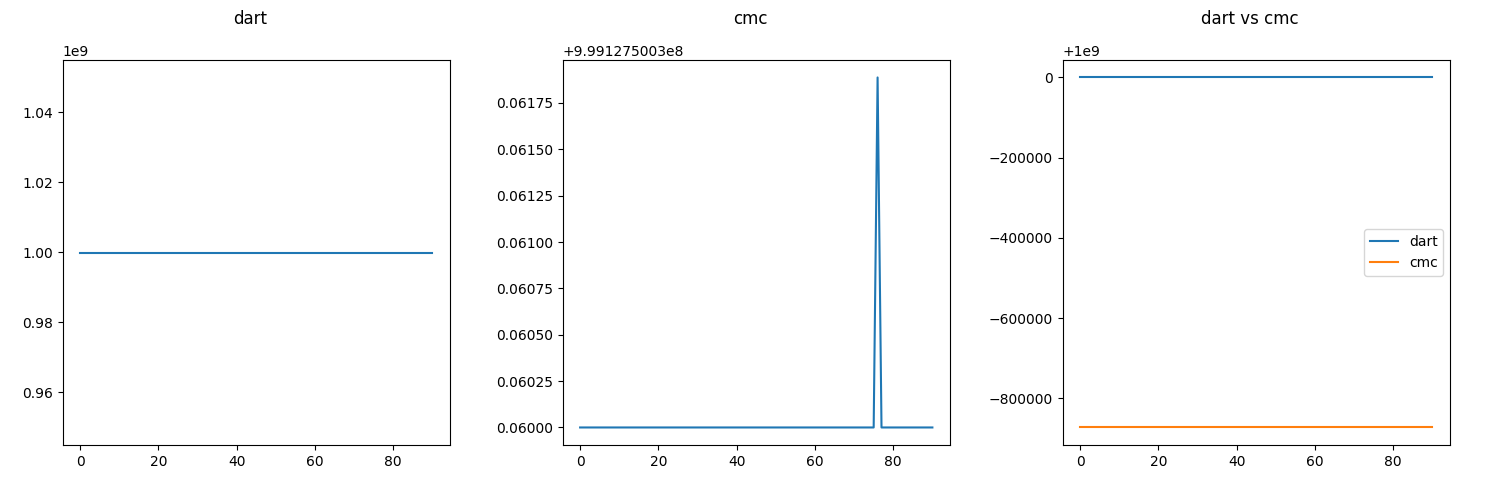 dart
1e9
1.04
1.02
1.00
0.98
0.96
0 20 40 60 80
cmc
+9.991275003e8
0.06175
0.06150
0.06125
0.06100
0.06075
0.06050
0.06025
0.06000
0 20 40 60 80
dart vs cmc
+1e9
0
−200000
−400000
−600000
−800000
dart
cmc
0 20 40 60 80